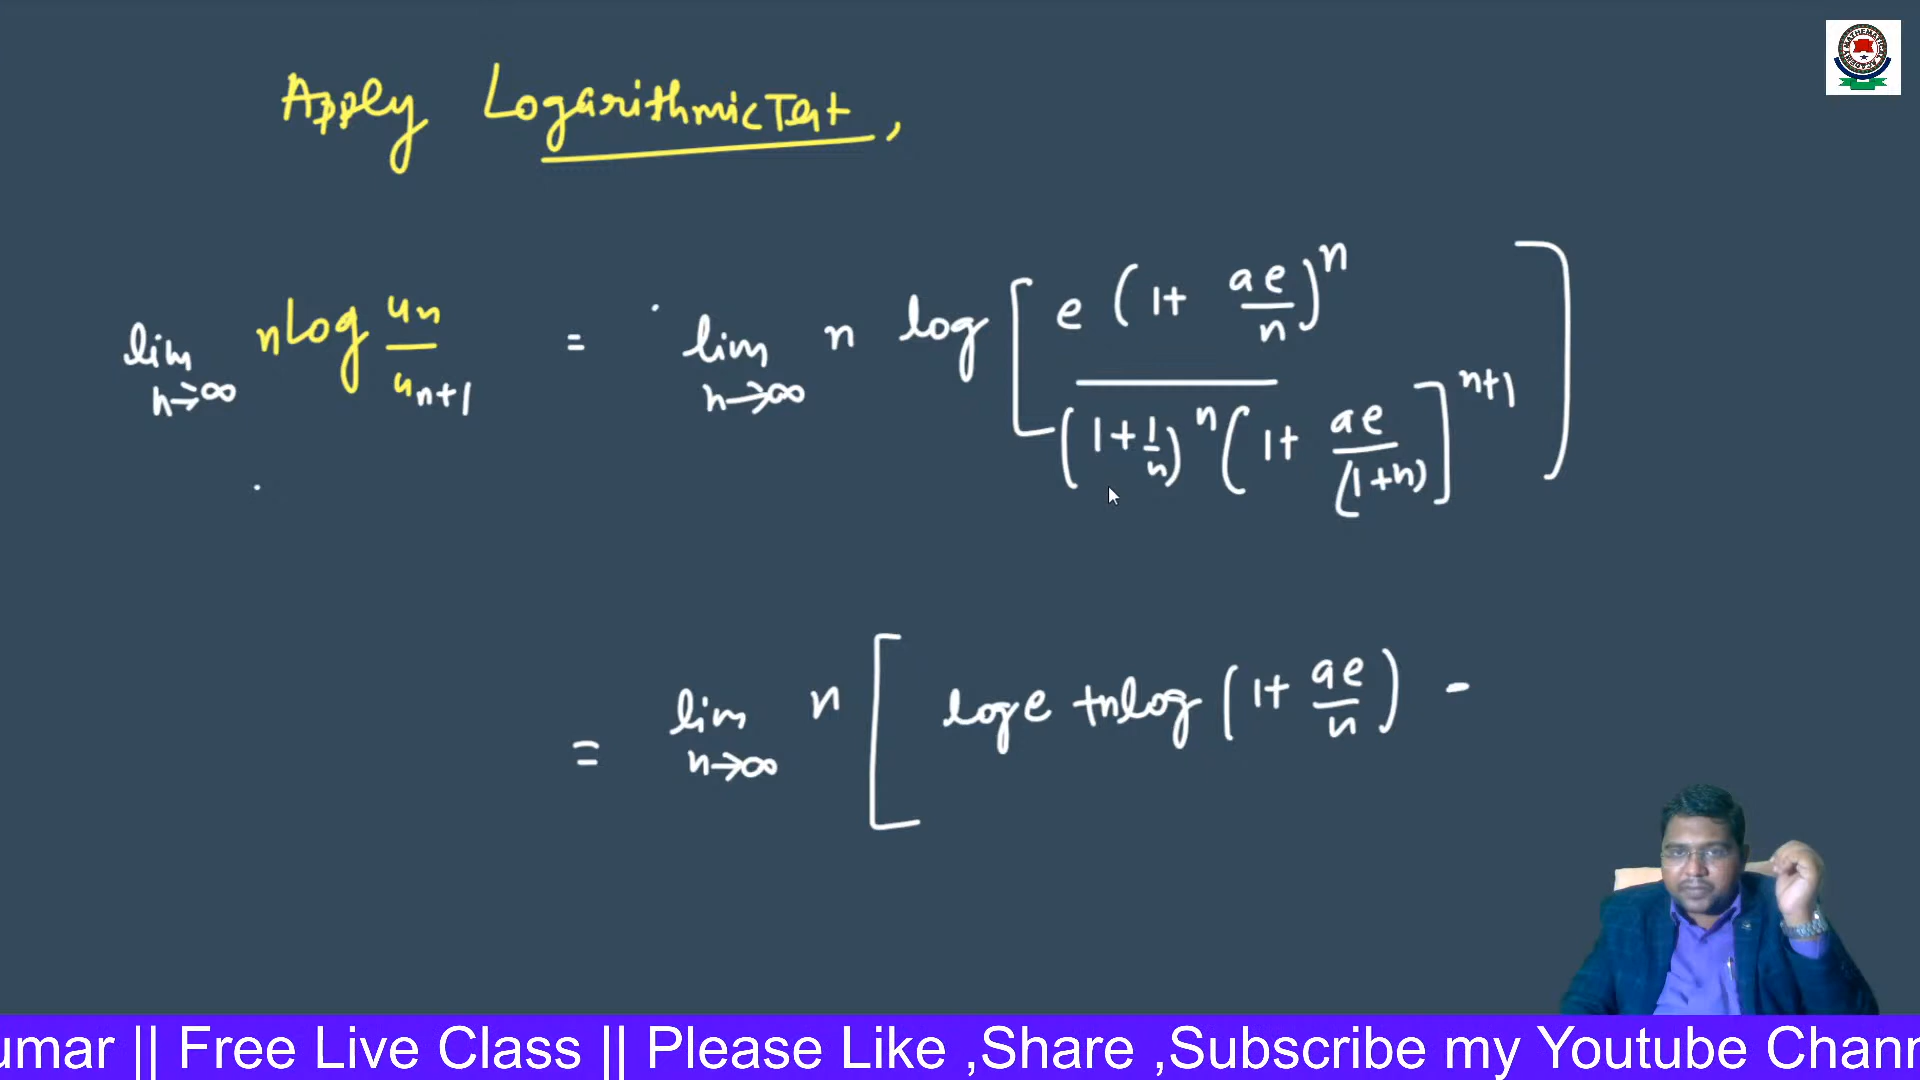 Apply Logarithmic Test,
lim n→∞ n log u_n / u_{n+1} = lim n→∞ n log [ e (1+ ae/n)^n / (1+1/n)^n (1+ ae/(1+n)]^{n+1} ]
= lim n→∞ n [ log e + n log (1+ ae/n) -
umar || Free Live Class || Please Like ,Share ,Subscribe my Youtube Chann